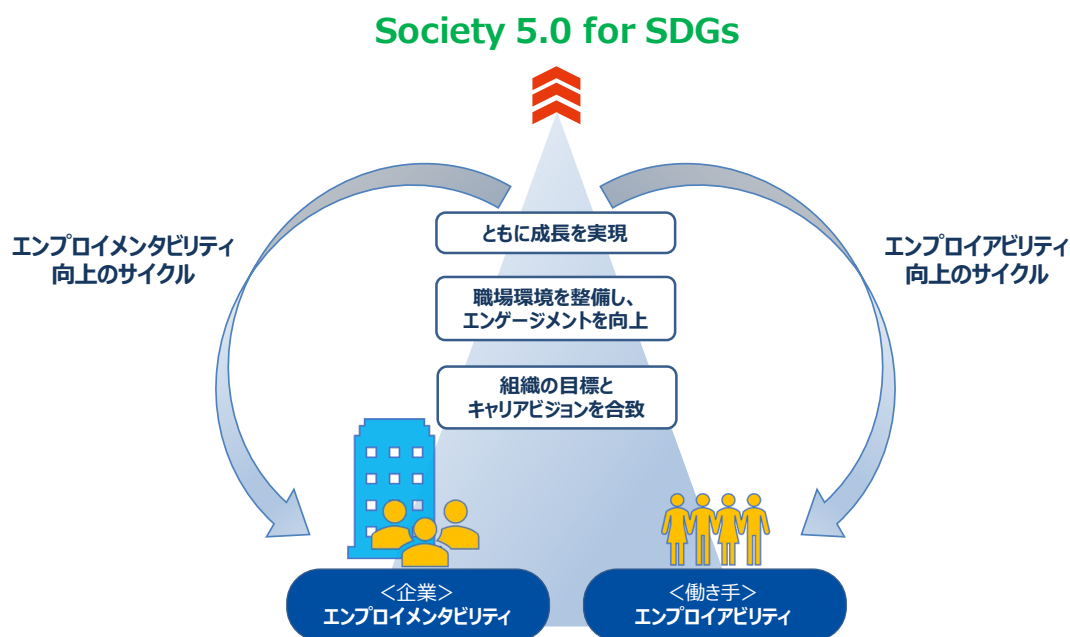 Society 5.0 for SDGs
エンプロイメンタビリティ
向上のサイクル
ともに成長を実現
職場環境を整備し、
エンゲージメントを向上
組織の目標と
キャリアビジョンを合致
エンプロイアビリティ
向上のサイクル
＜企業＞
エンプロイメンタビリティ
＜働き手＞
エンプロイアビリティ